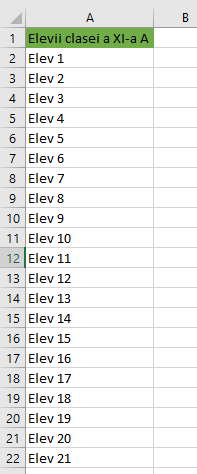 A B
1 Elevii clasei a XI-a A
2 Elev 1
3 Elev 2
4 Elev 3
5 Elev 4
6 Elev 5
7 Elev 6
8 Elev 7
9 Elev 8
10 Elev 9
11 Elev 10
12 Elev 11
13 Elev 12
14 Elev 13
15 Elev 14
16 Elev 15
17 Elev 16
18 Elev 17
19 Elev 18
20 Elev 19
21 Elev 20
22 Elev 21